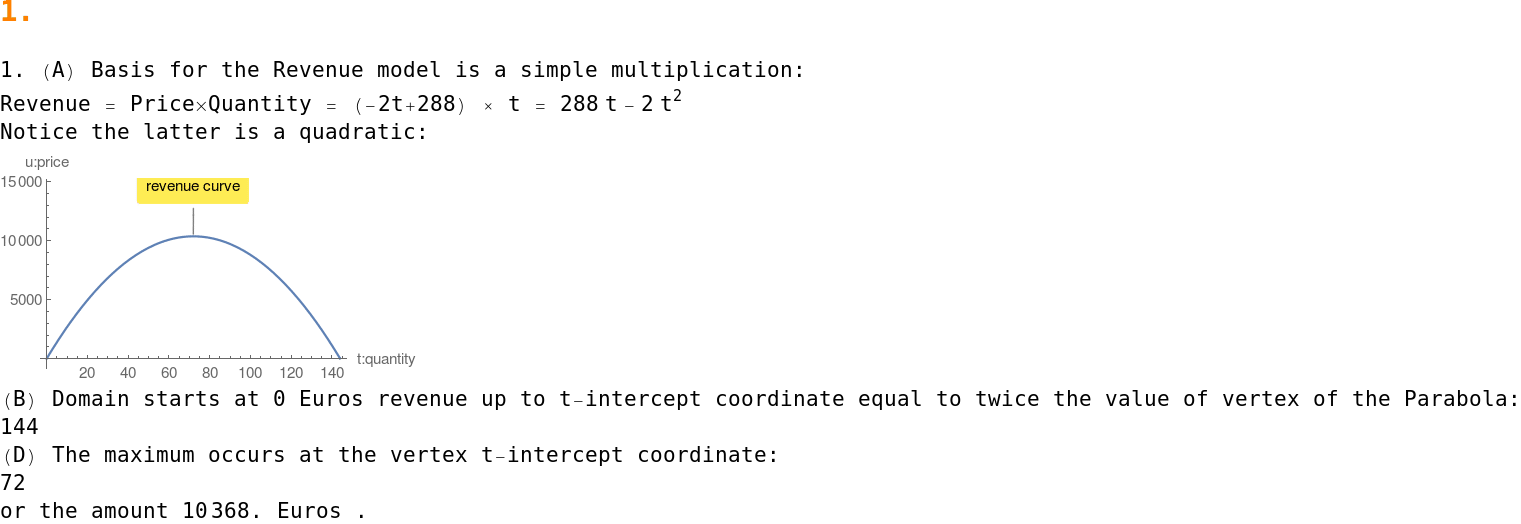 1.
1. (A) Basis for the Revenue model is a simple multiplication:
Revenue = Price×Quantity = (-2t+288) × t = 288 t - 2 t²
Notice the latter is a quadratic:
u:price
15000
revenue curve
10000
5000
20 40 60 80 100 120 140 t:quantity
(B) Domain starts at 0 Euros revenue up to t-intercept coordinate equal to twice the value of vertex of the Parabola:
144
(D) The maximum occurs at the vertex t-intercept coordinate:
72
or the amount 10368. Euros .